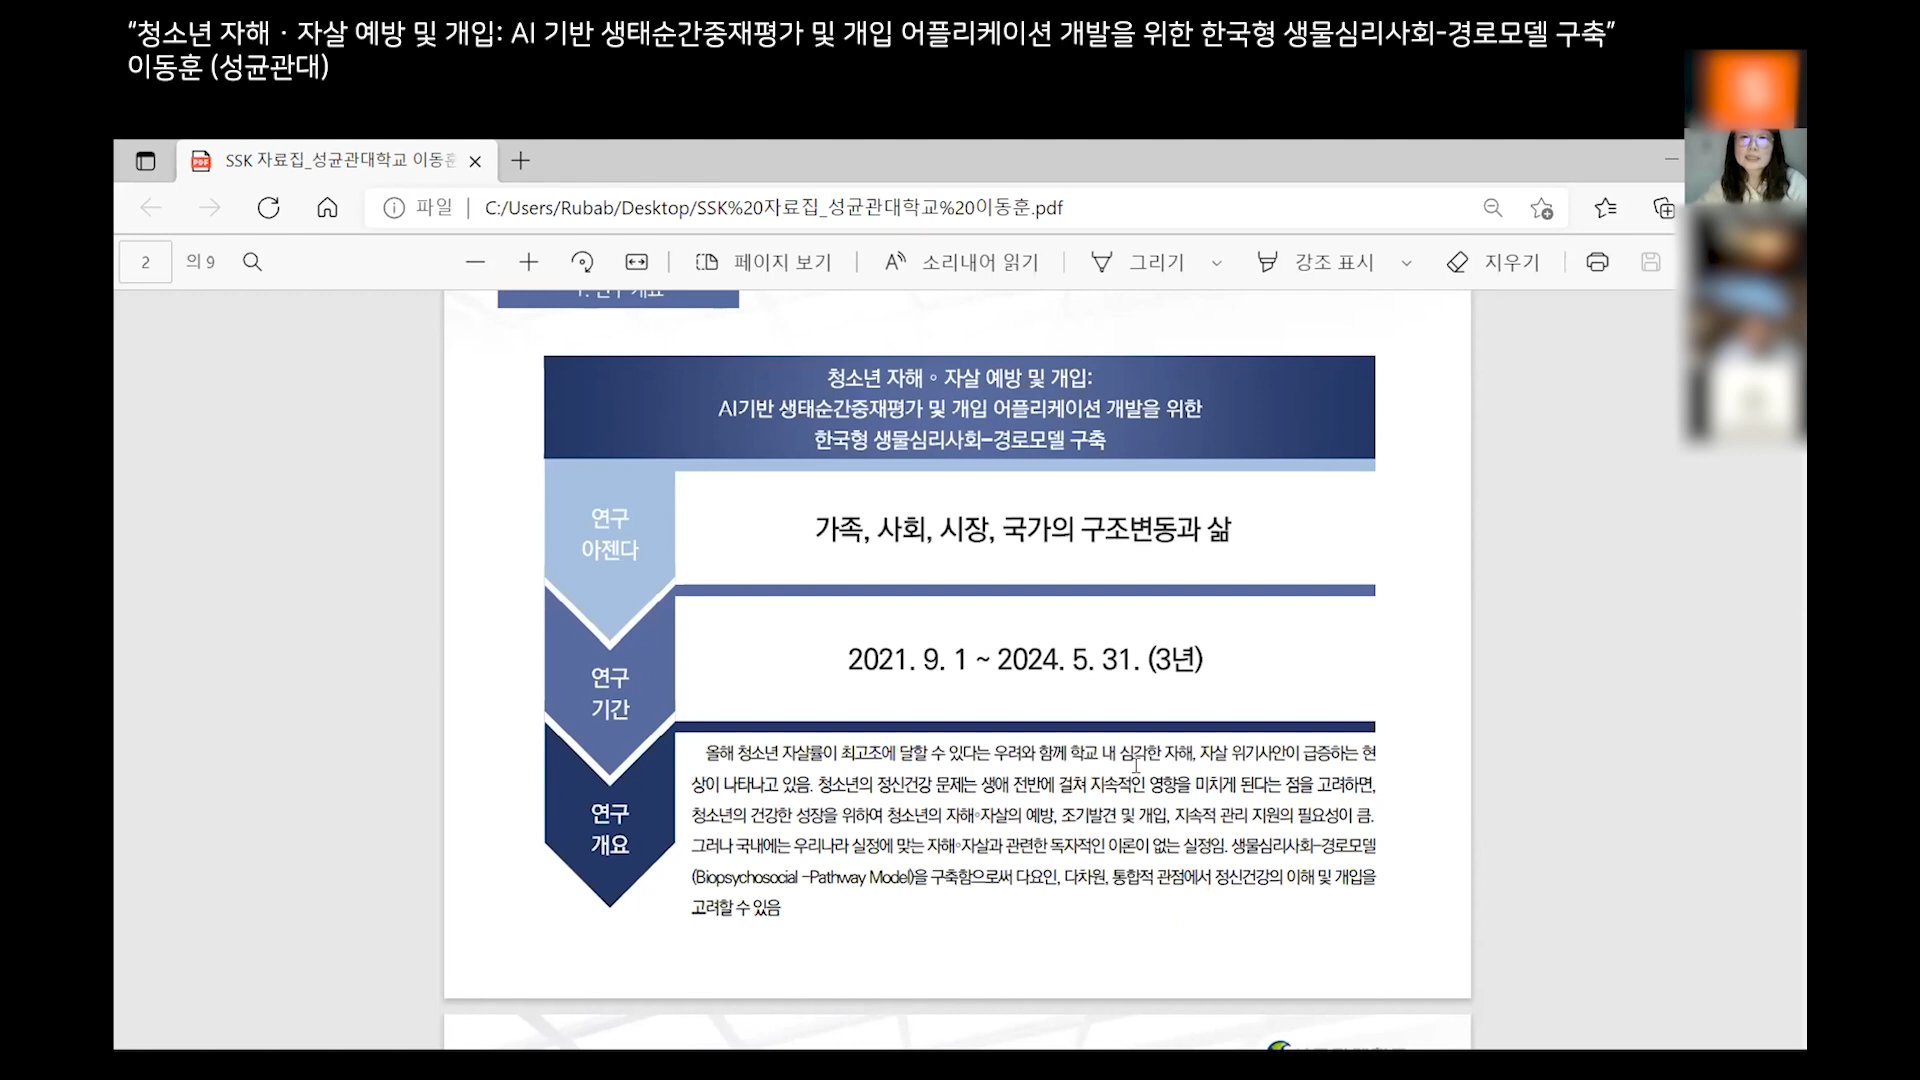 “청소년 자해 · 자살 예방 및 개입: AI 기반 생태순간중재평가 및 개입 어플리케이션 개발을 위한 한국형 생물심리사회-경로모델 구축”
이동훈 (성균관대)
SSK 자료집_성균관대학교 이동훈
파일
C:/Users/Rubab/Desktop/SSK%20자료집_성균관대학교%20이동훈.pdf
2 의 9
페이지 보기
소리내어 읽기
그리기
강조 표시
지우기
1. 연구 개요
청소년 자해◦자살 예방 및 개입:
AI기반 생태순간중재평가 및 개입 어플리케이션 개발을 위한
한국형 생물심리사회-경로모델 구축
연구
아젠다
가족, 사회, 시장, 국가의 구조변동과 삶
연구
기간
2021. 9. 1 ~ 2024. 5. 31. (3년)
연구
개요
올해 청소년 자살률이 최고조에 달할 수 있다는 우려와 함께 학교 내 심각한 자해, 자살 위기사안이 급증하는 현
상이 나타나고 있음. 청소년의 정신건강 문제는 생애 전반에 걸쳐 지속적인 영향을 미치게 된다는 점을 고려하면,
청소년의 건강한 성장을 위하여 청소년의 자해◦자살의 예방, 조기발견 및 개입, 지속적 관리 지원의 필요성이 큼.
그러나 국내에는 우리나라 실정에 맞는 자해◦자살과 관련한 독자적인 이론이 없는 실정임. 생물심리사회-경로모델
(Biopsychosocial -Pathway Model)을 구축함으로써 다요인, 다차원, 통합적 관점에서 정신건강의 이해 및 개입을
고려할 수 있음